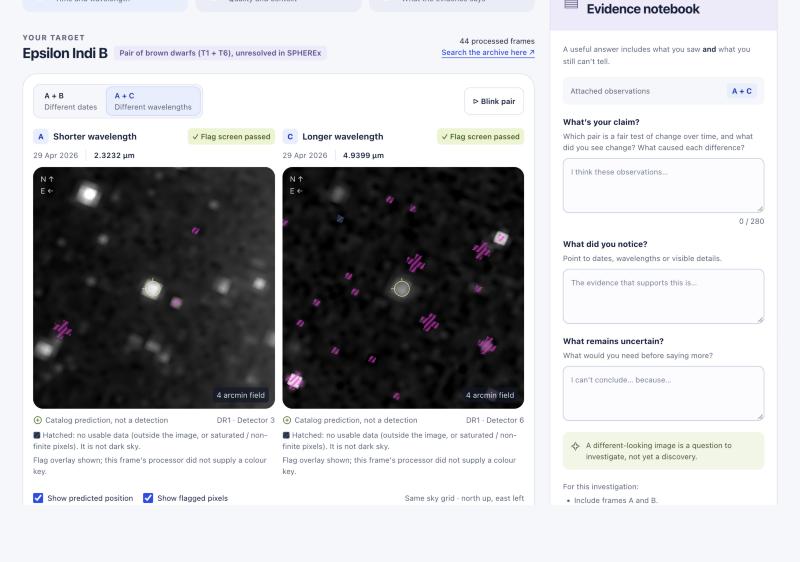 Evidence notebook
YOUR TARGET
Epsilon Indi B
Pair of brown dwarfs (T1 + T6), unresolved in SPHEREx
44 processed frames
Search the archive here ↗
A + B
Different dates
A + C
Different wavelengths
Blink pair
A Shorter wavelength
✓ Flag screen passed
29 Apr 2026 2.3232 µm
N ↑
E ←
4 arcmin field
Catalog prediction, not a detection
DR1 · Detector 3
Hatched: no usable data (outside the image, or saturated / non-
finite). It is not dark sky.
Flag overlay shown; this frame's processor did not supply a colour
key.
C Longer wavelength
✓ Flag screen passed
29 Apr 2026 4.9399 µm
N ↑
E ←
4 arcmin field
Catalog prediction, not a detection
DR1 · Detector 6
Hatched: no usable data (outside the image, or saturated / non-
finite). It is not dark sky.
Flag overlay shown; this frame's processor did not supply a colour
key.
Show predicted position
Show flagged pixels
Same sky grid · north up, east left
A useful answer includes what you saw and what you
still can't tell.
Attached observations
A + C
What's your claim?
Which pair is a fair test of change over time, and what
did you see change? What caused each difference?
I think these observations...
0 / 280
What did you notice?
Point to dates, wavelengths or visible details.
The evidence that supports this is...
What remains uncertain?
What would you need before saying more?
I can't conclude... because...
A different-looking image is a question to
investigate, not yet a discovery.
For this investigation:
• Include frames A and B.